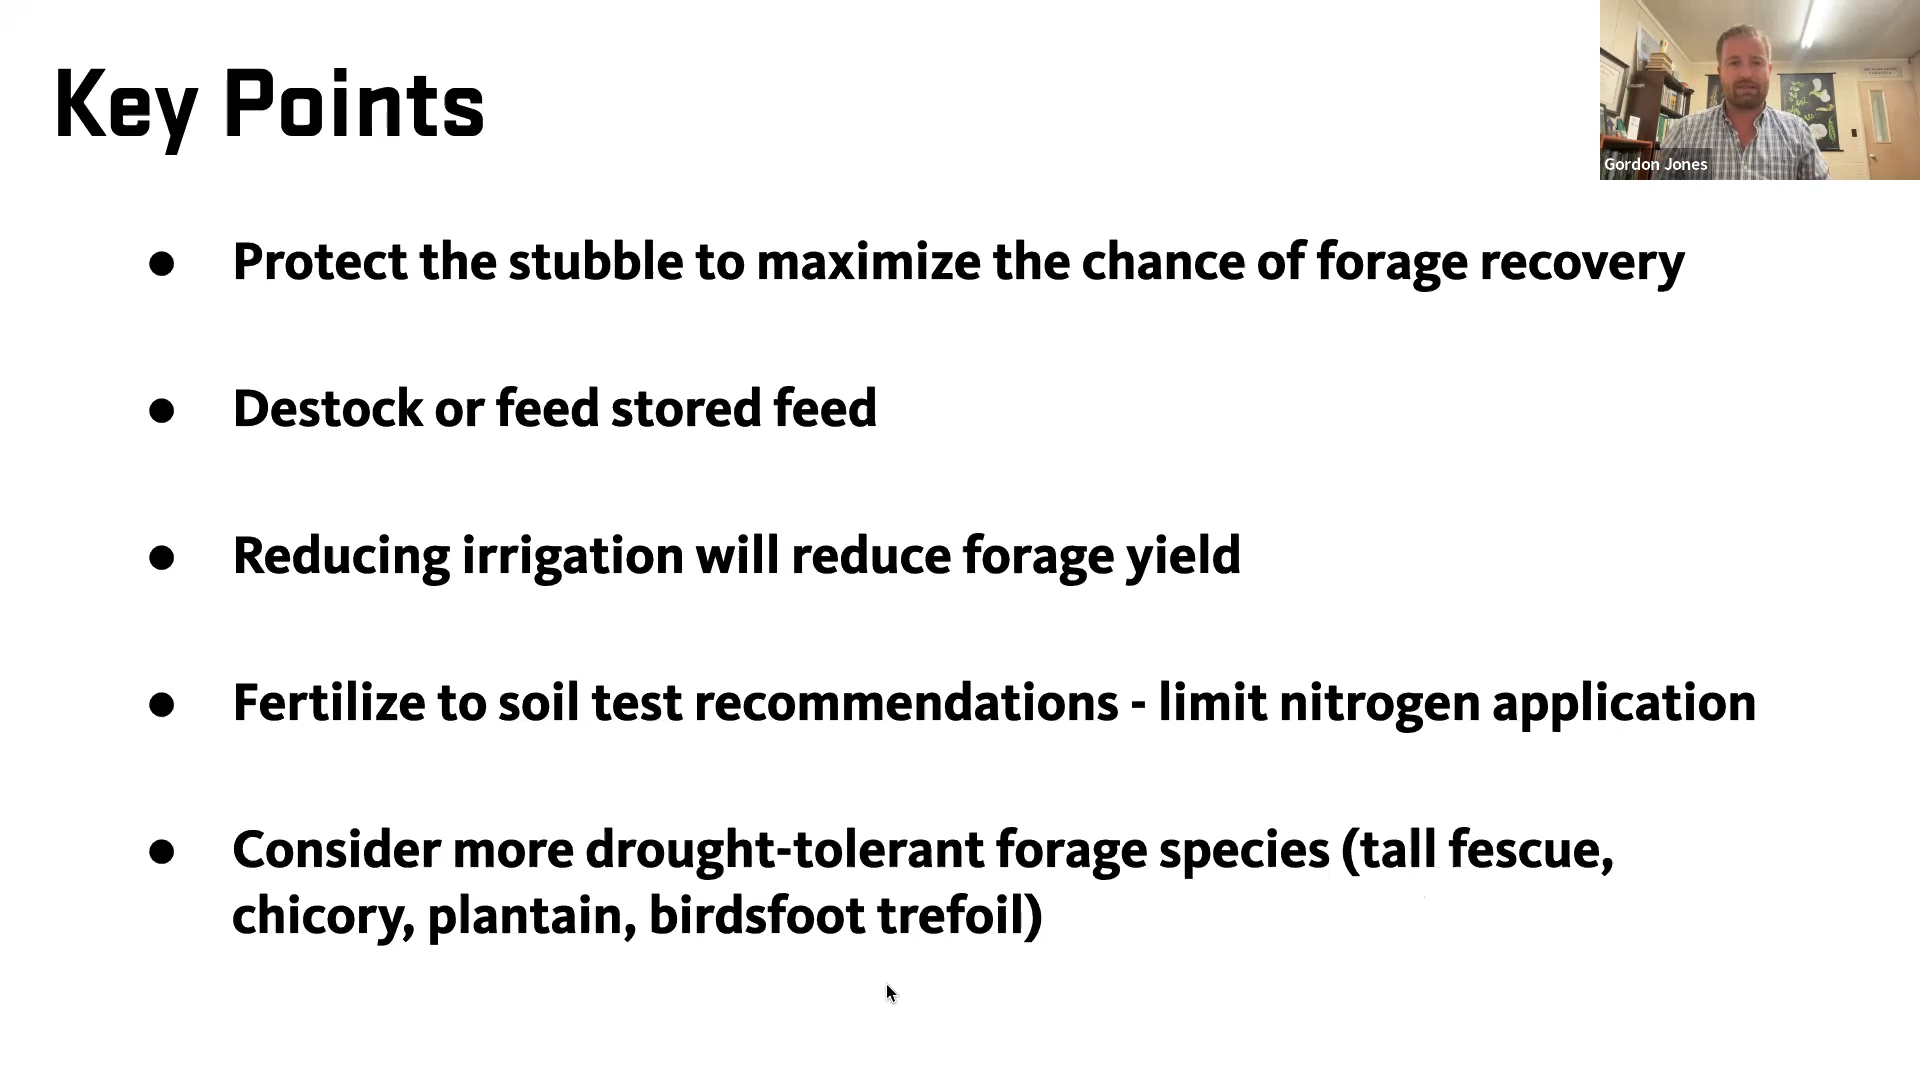 Key Points
Gordon Jones
● Protect the stubble to maximize the chance of forage recovery
● Destock or feed stored feed
● Reducing irrigation will reduce forage yield
● Fertilize to soil test recommendations - limit nitrogen application
● Consider more drought-tolerant forage species (tall fescue,
chicory, plantain, birdsfoot trefoil)